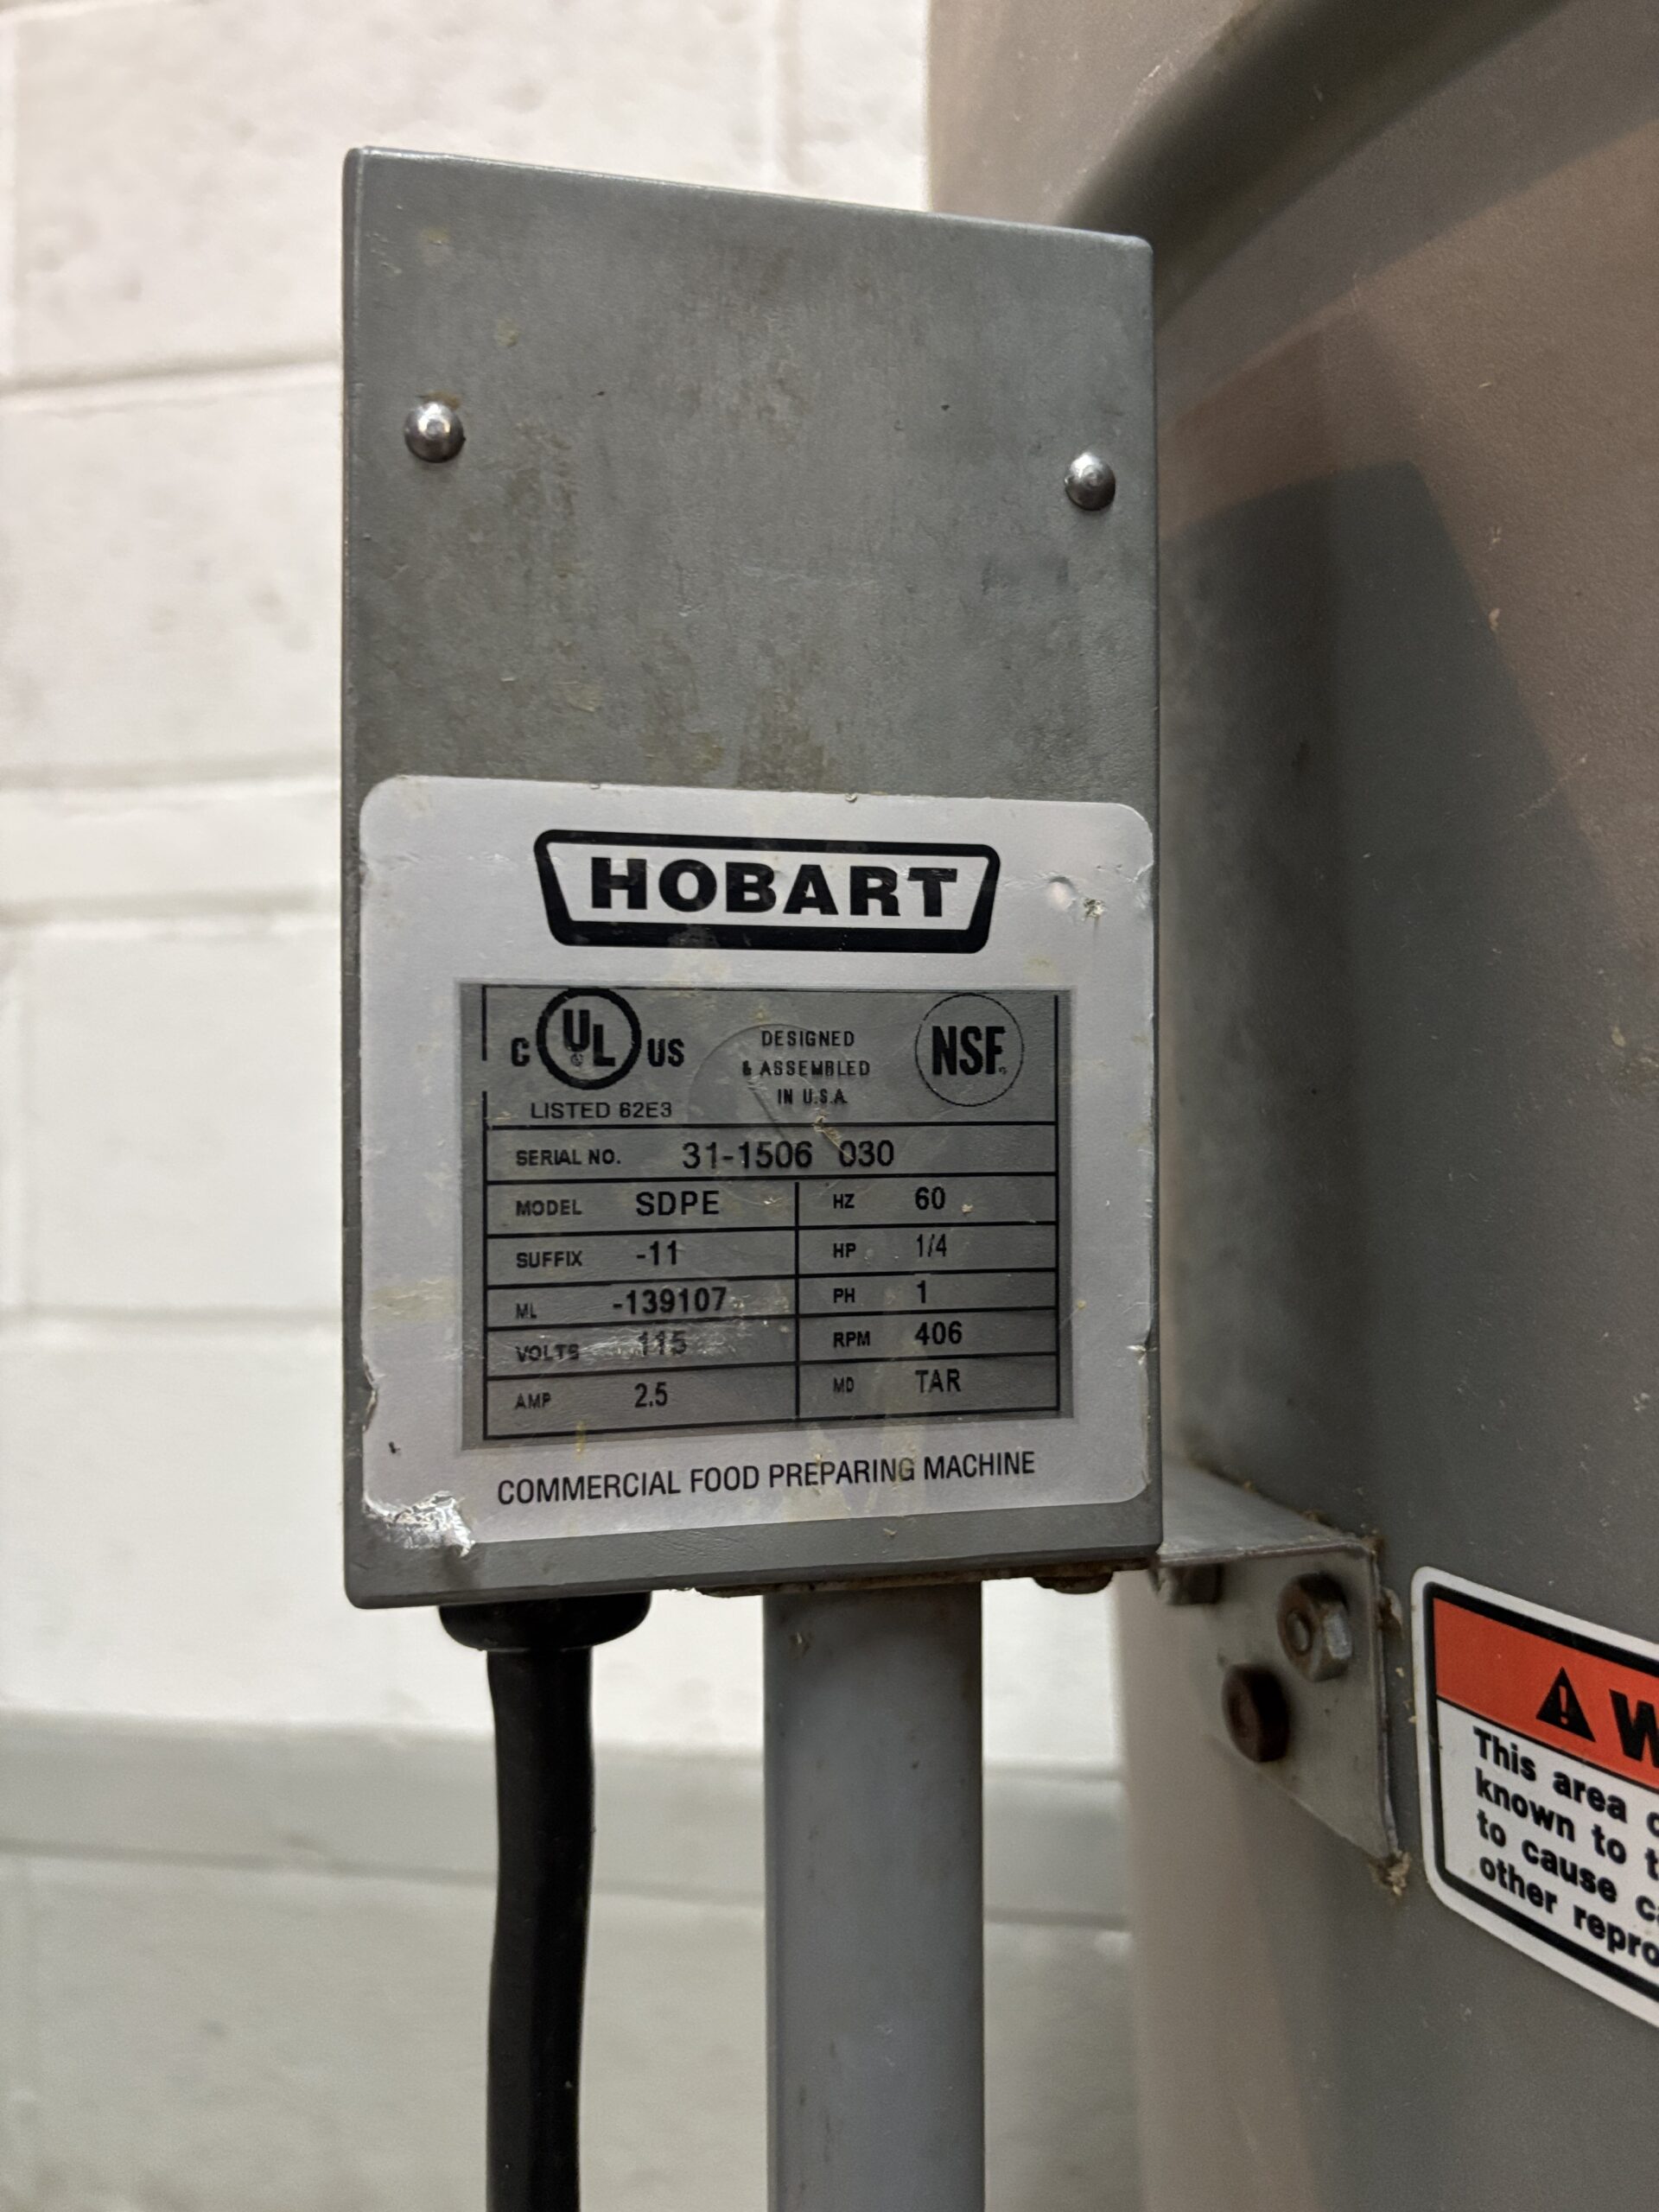 HOBART
C UL US
LISTED 62E3
DESIGNED
& ASSEMBLED
IN U.S.A.
NSF
SERIAL NO. 31-1506 030
MODEL SDPE HZ 60
SUFFIX -11 HP 1/4
ML -139107 PH 1
VOLTS 115 RPM 406
AMP 2.5 MD TAR
COMMERCIAL FOOD PREPARING MACHINE
This area
known to
to cause
other